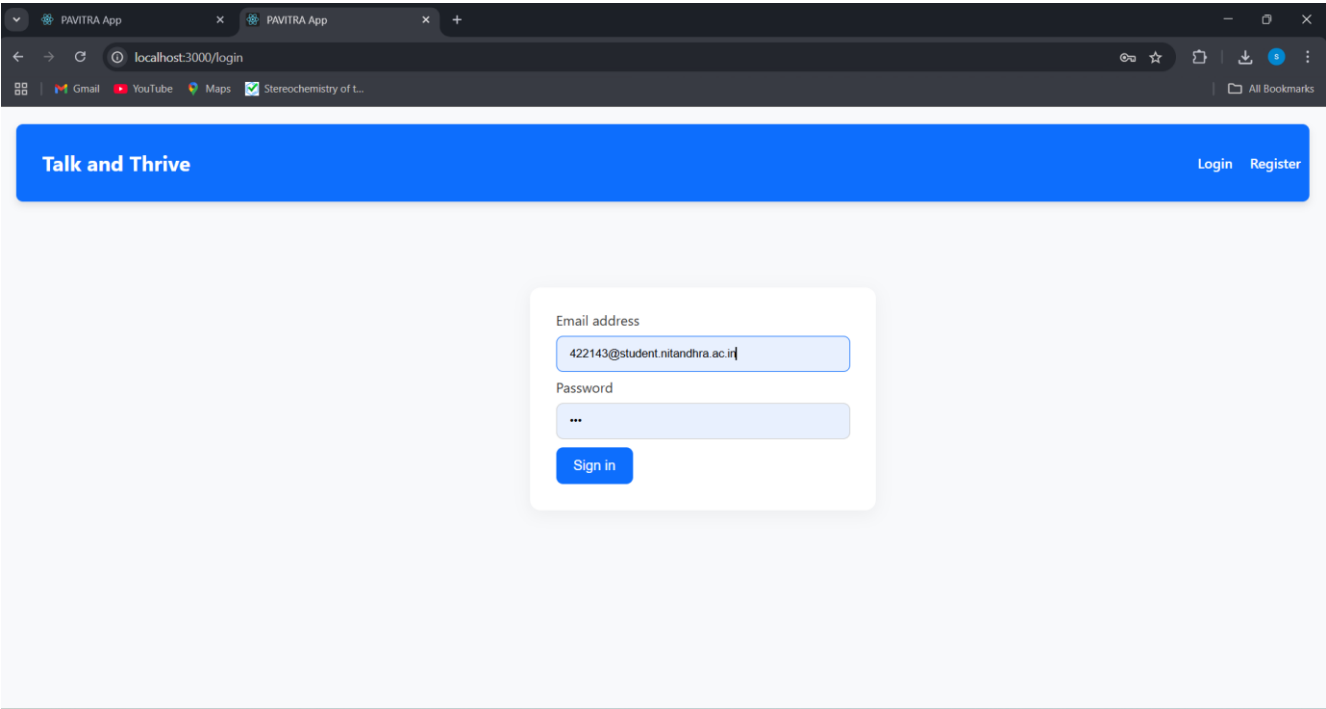 PAVITRA App PAVITRA App
localhost:3000/login
Gmail YouTube Maps Stereochemistry of t... All Bookmarks
Talk and Thrive Login Register
Email address
422143@student.nitandhra.ac.in
Password
•••
Sign in